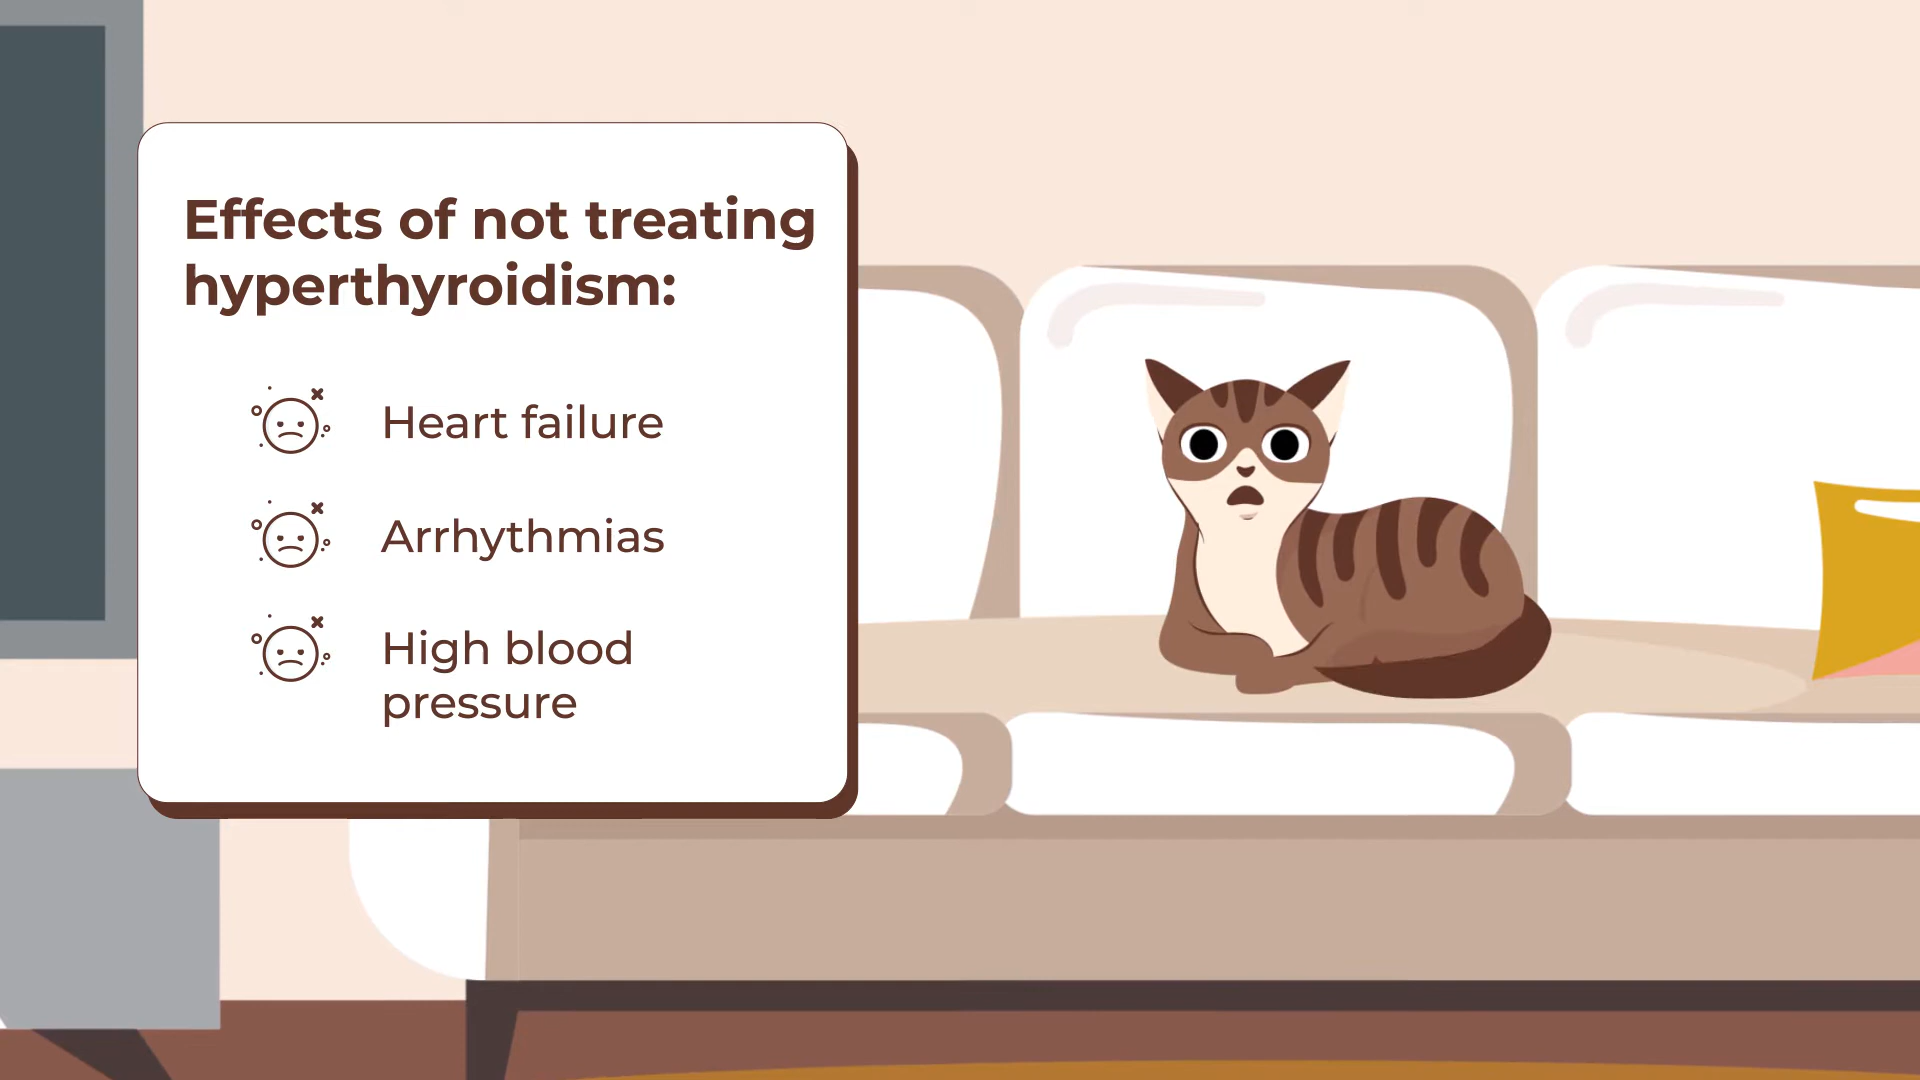 Effects of not treating
hyperthyroidism:
Heart failure
Arrhythmias
High blood
pressure